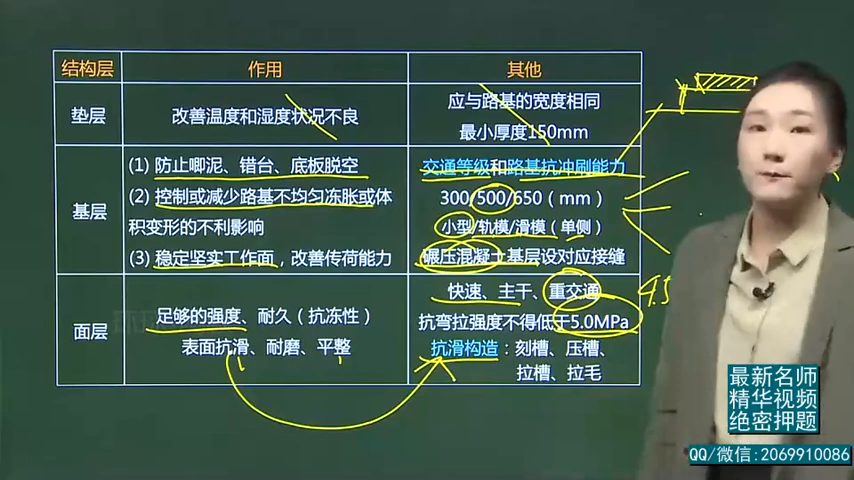 结构层 作用 其他
垫层 改善温度和湿度状况不良 应与路基的宽度相同
最小厚度150mm
基层 (1) 防止唧泥、错台、底板脱空 交通等级和路基抗冲刷能力
(2) 控制或减少路基不均匀冻胀或体 300/500/650（mm）
积变形的不利影响 小型/轨模/滑模（单侧）
(3) 稳定坚实工作面，改善传荷能力 碾压混凝土基层设对应接缝
面层 足够的强度、耐久（抗冻性） 快速、主干、重交通 4.5
抗弯拉强度不得低于5.0MPa
表面抗滑、耐磨、平整 抗滑构造：刻槽、压槽、
拉槽、拉毛
最新名师
精华视频
绝密押题
QQ/微信:2069910086